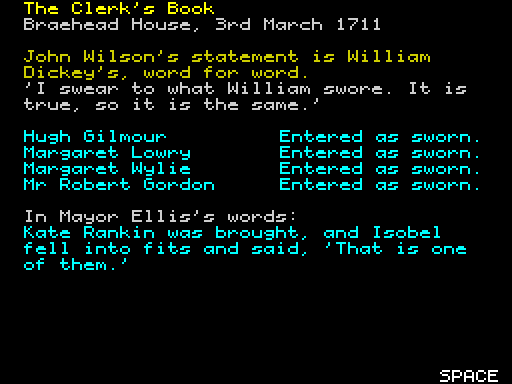 The Clerk's Book
Braehead House, 3rd March 1711
John Wilson's statement is William
Dickey's, word for word.
'I swear to what William swore. It is
true, so it is the same.'
Hugh Gilmour Entered as sworn.
Margaret Lowry Entered as sworn.
Margaret Wylie Entered as sworn.
Mr Robert Gordon Entered as sworn.
In Mayor Ellis's words:
Kate Rankin was brought, and Isobel
fell into fits and said, 'That is one
of them.'
SPACE